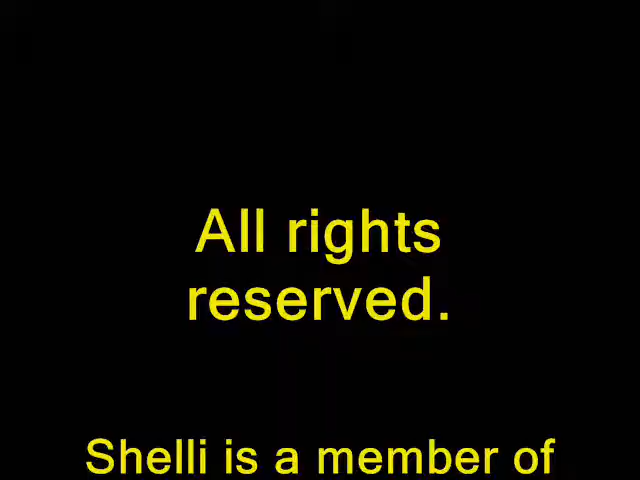 All rights
reserved.
Shelli is a member of